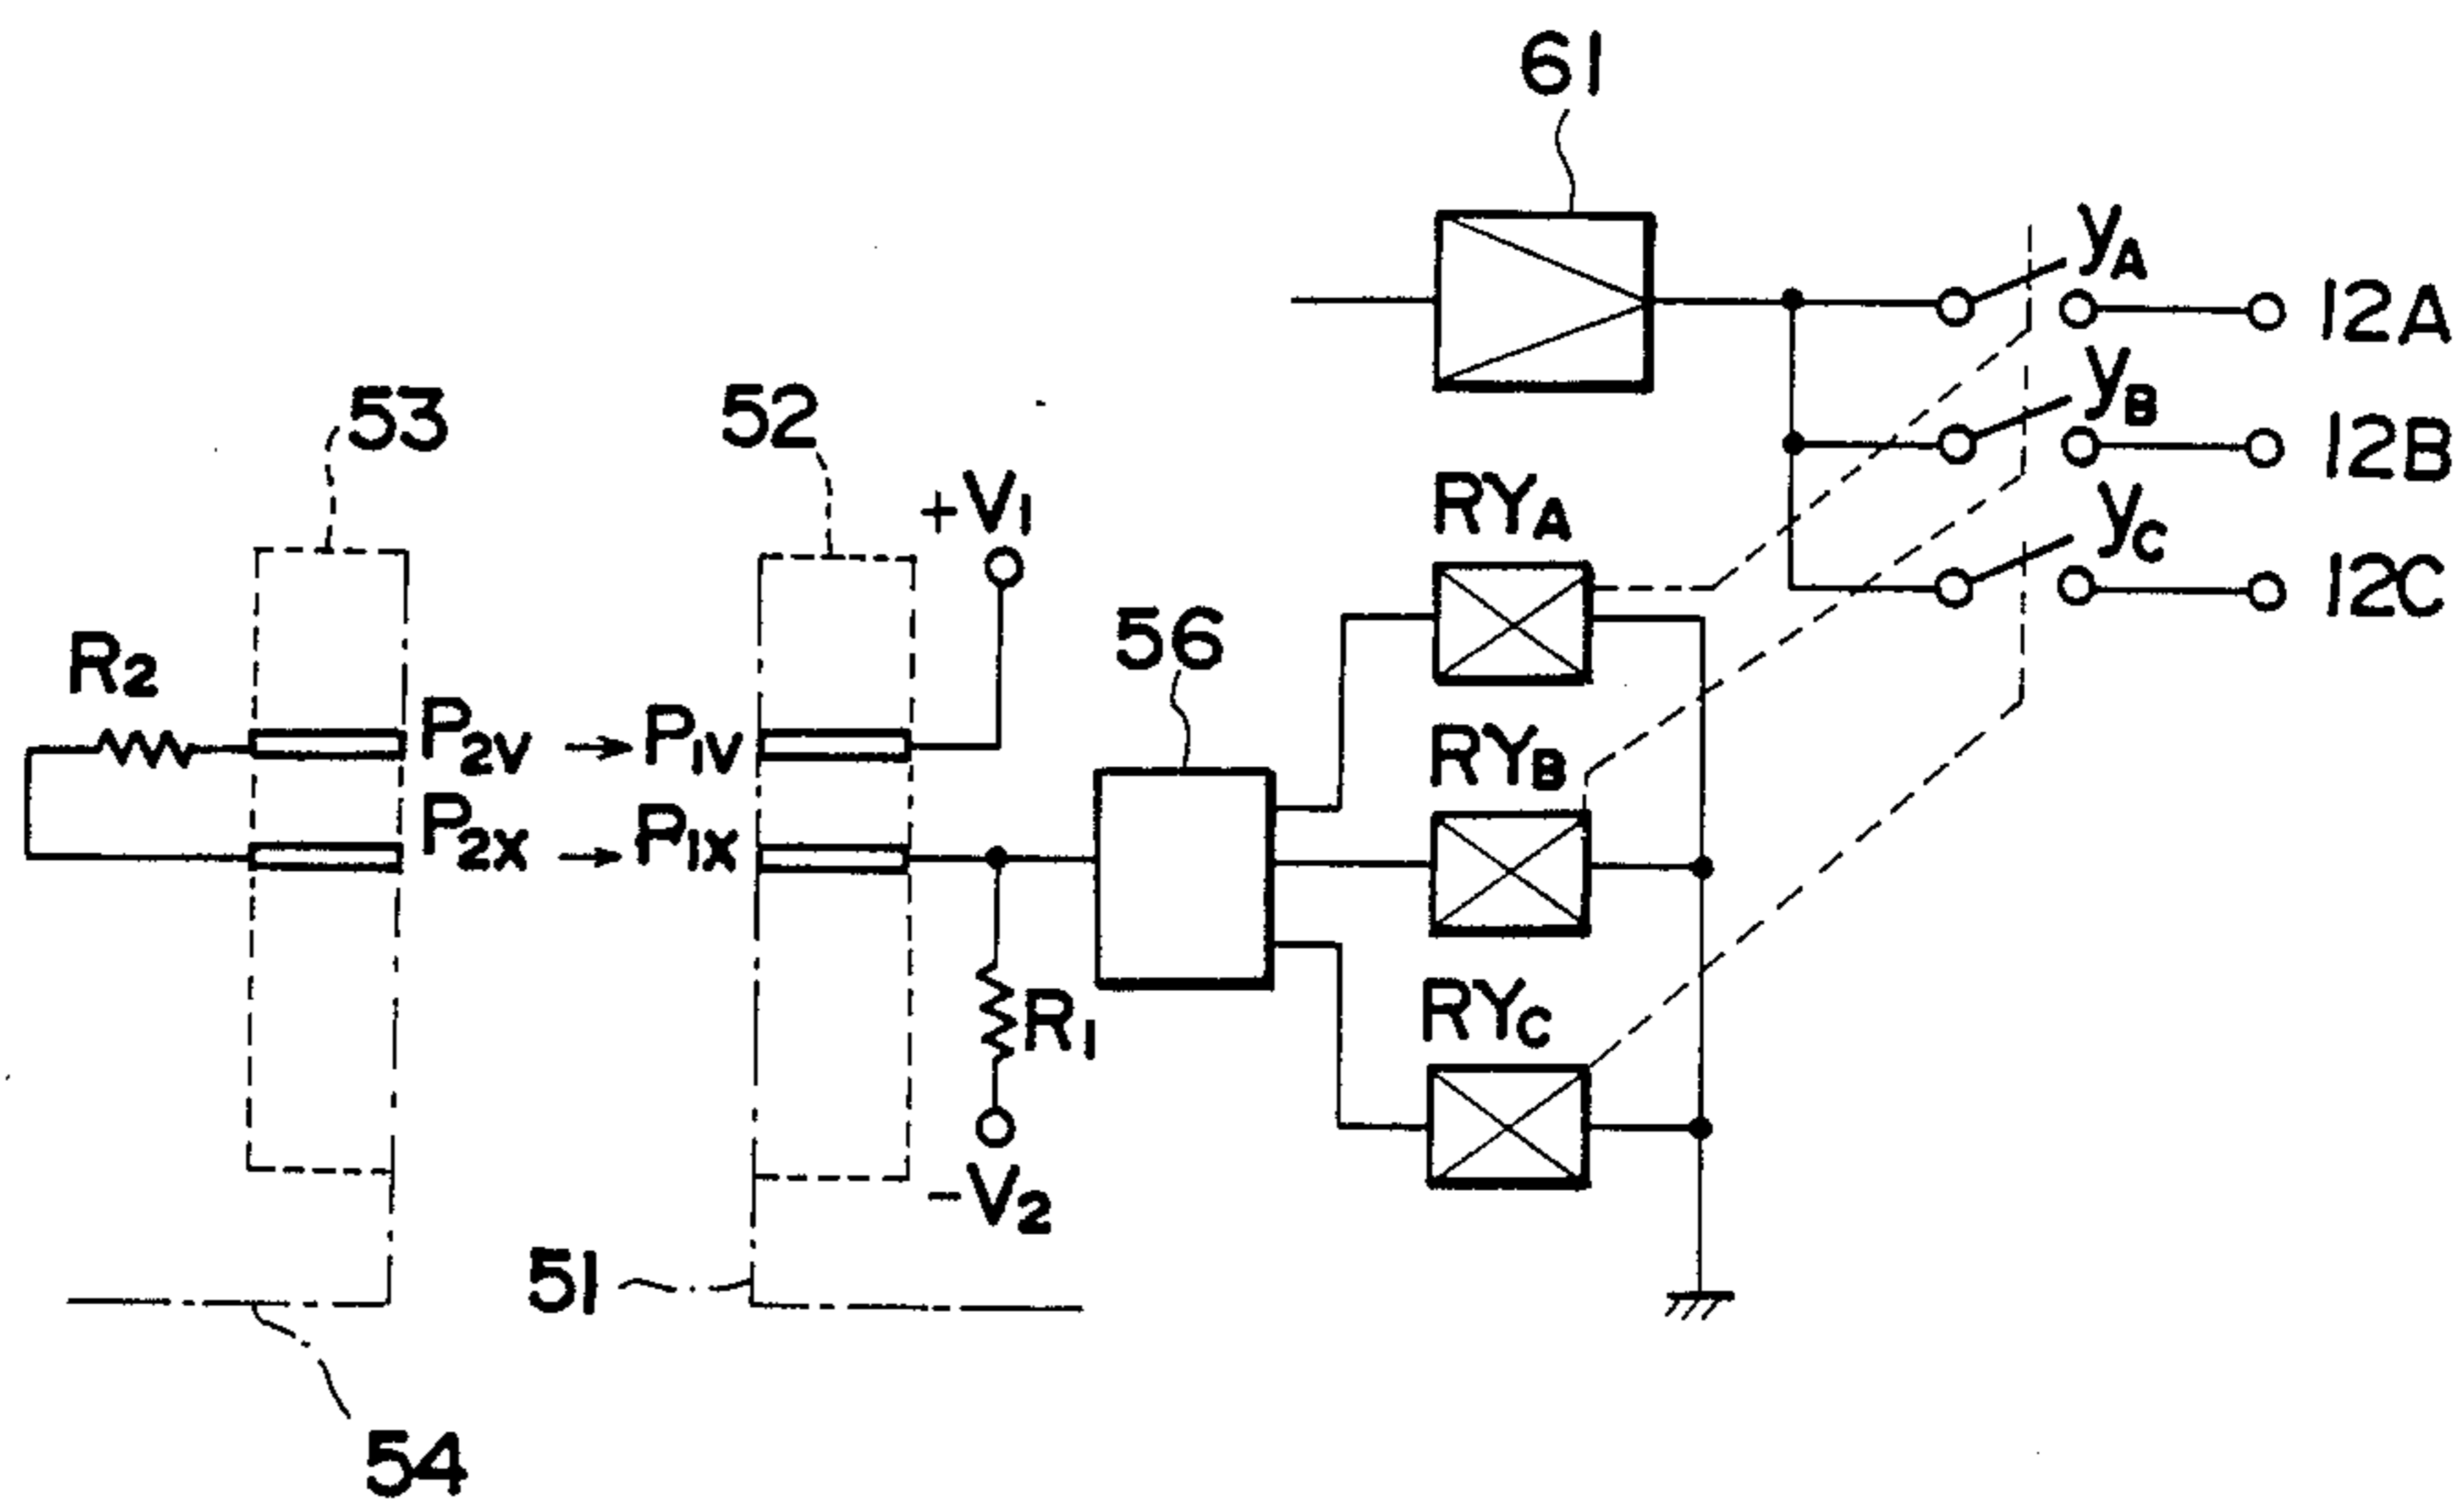 61
yA
12A
yB
12B
yC
12C
53
52
+V1
RYA
56
R2
P2V → P1V
RYB
P2X → P1X
R1
RYC
-V2
51
54